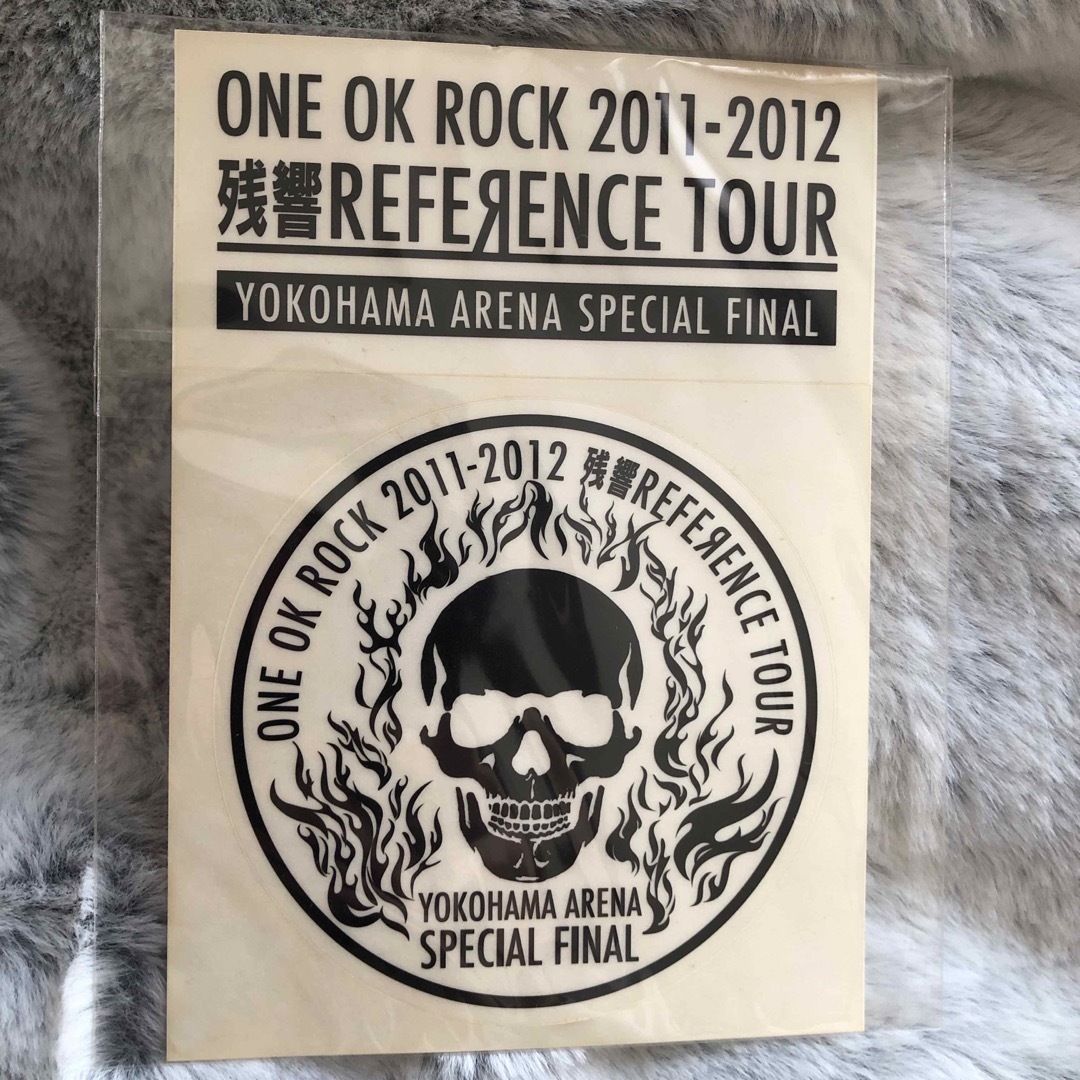 ONE OK ROCK 2011-2012
残響REFEЯENCE TOUR
YOKOHAMA ARENA SPECIAL FINAL
ONE OK ROCK 2011-2012 残響REFEЯENCE TOUR
YOKOHAMA ARENA
SPECIAL FINAL